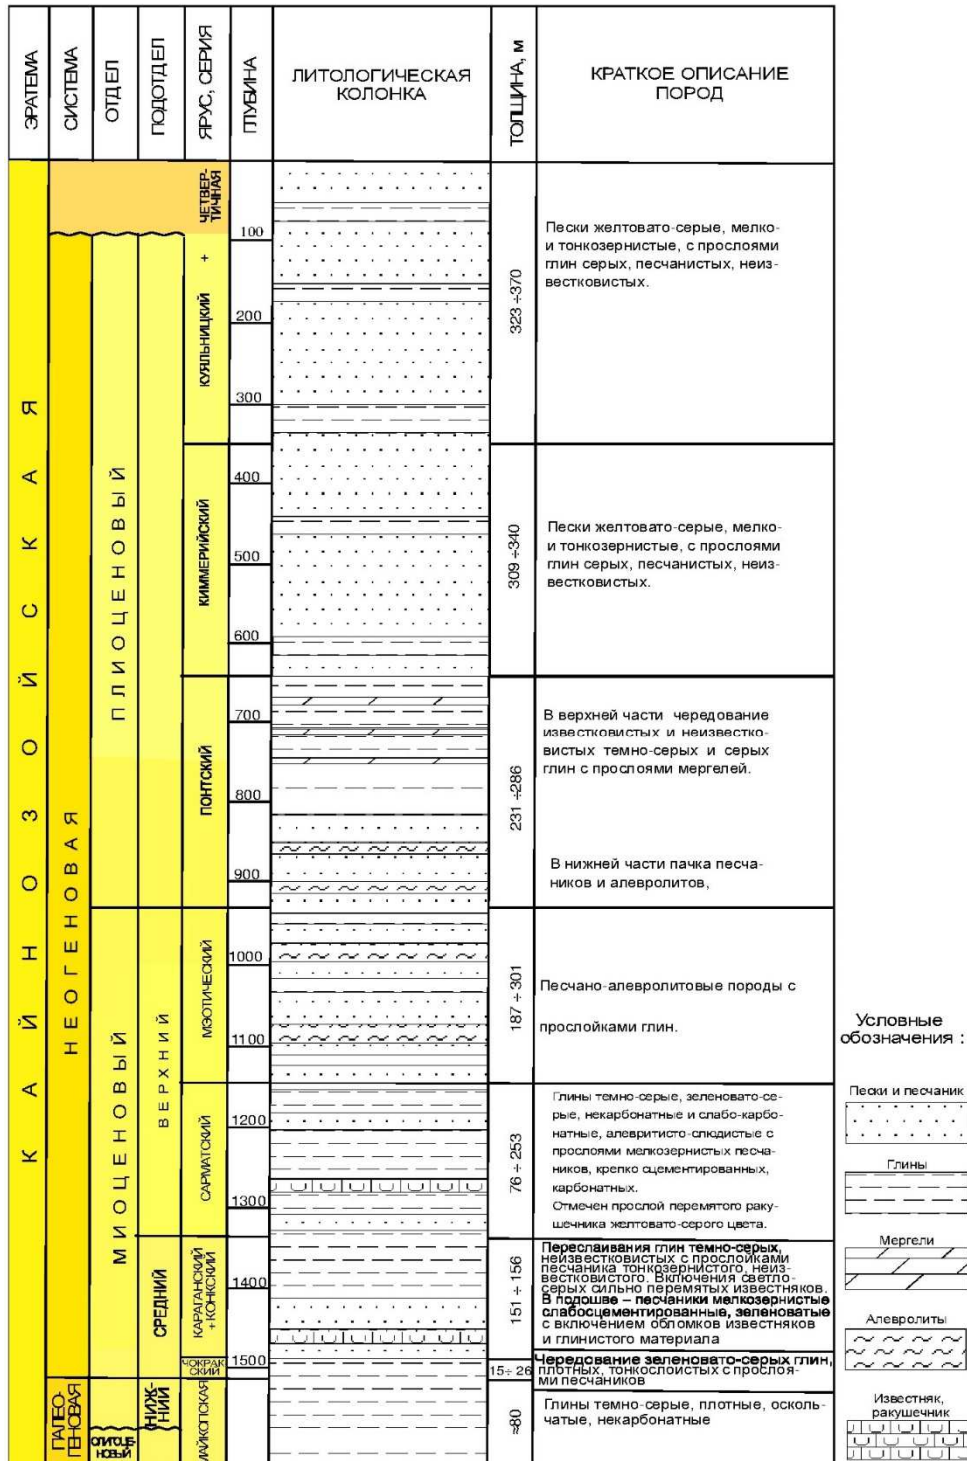 ЭРАТЕМА
СИСТЕМА
ОТДЕЛ
ПОДОТДЕЛ
ЯРУС, СЕРИЯ
ГЛУБИНА
ЛИТОЛОГИЧЕСКАЯ
КОЛОНКА
ТОЛЩИНА, м
КРАТКОЕ ОПИСАНИЕ
ПОРОД
КАЙНОЗОЙСКАЯ
НЕОГЕНОВАЯ
ПАЛЕО-
ГЕНОВАЯ
ПЛИОЦЕНОВЫЙ
МИОЦЕНОВЫЙ
ОЛИГОЦЕ-
НОВЫЙ
ВЕРХНИЙ
СРЕДНИЙ
НИЖ-
НИЙ
ЧЕТВЕР-
ТИЧНАЯ
+
КУЯЛЬНИЦКИЙ
КИММЕРИЙСКИЙ
ПОНТСКИЙ
МЭОТИЧЕСКИЙ
САРМАТСКИЙ
КАРАГАНСКИЙ
+ КОНКСКИЙ
ЧОКРАК
СКИЙ
МАЙКОПСКАЯ
100
200
300
400
500
600
700
800
900
1000
1100
1200
1300
1400
1500
323 ÷370
Пески желтовато-серые, мелко-
и тонкозернистые, с прослоями
глин серых, песчанистых, неиз-
вестковистых.
309 ÷340
Пески желтовато-серые, мелко-
и тонкозернистые, с прослоями
глин серых, песчанистых, неиз-
вестковистых.
231 ÷286
В верхней части чередование
известковистых и неизвестко-
вистых темно-серых и серых
глин с прослоями мергелей.
В нижней части пачка песча-
ников и алевролитов,
187 ÷ 301
Песчано-алевролитовые породы с
прослойками глин.
76 ÷ 253
Глины темно-серые, зеленовато-се-
рые, некарбонатные и слабо-карбо-
натные, алевритисто-слюдистые с
прослоями мелкозернистых песча-
ников, крепко сцементированных,
карбонатных.
Отмечен прослой перемятого раку-
шечника желтовато-серого цвета.
151 ÷ 156
Переслаивания глин темно-серых,
неизвестковистых с прослойками
песчаника тонкозернистого, неиз-
вестковистого. Включения светло-
серых сильно перемятых известняков.
В подошве – песчаники мелкозернистые
слабосцементированные, зеленоватые
с включением обломков известняков
и глинистого материала
15÷ 26
Чередование зеленовато-серых глин,
плотных, тонкослоистых с прослоя-
ми песчаников
≈80
Глины темно-серые, плотные, осколь-
чатые, некарбонатные
Условные
обозначения :
Пески и песчаник
Глины
Мергели
Алевролиты
Известняк,
ракушечник